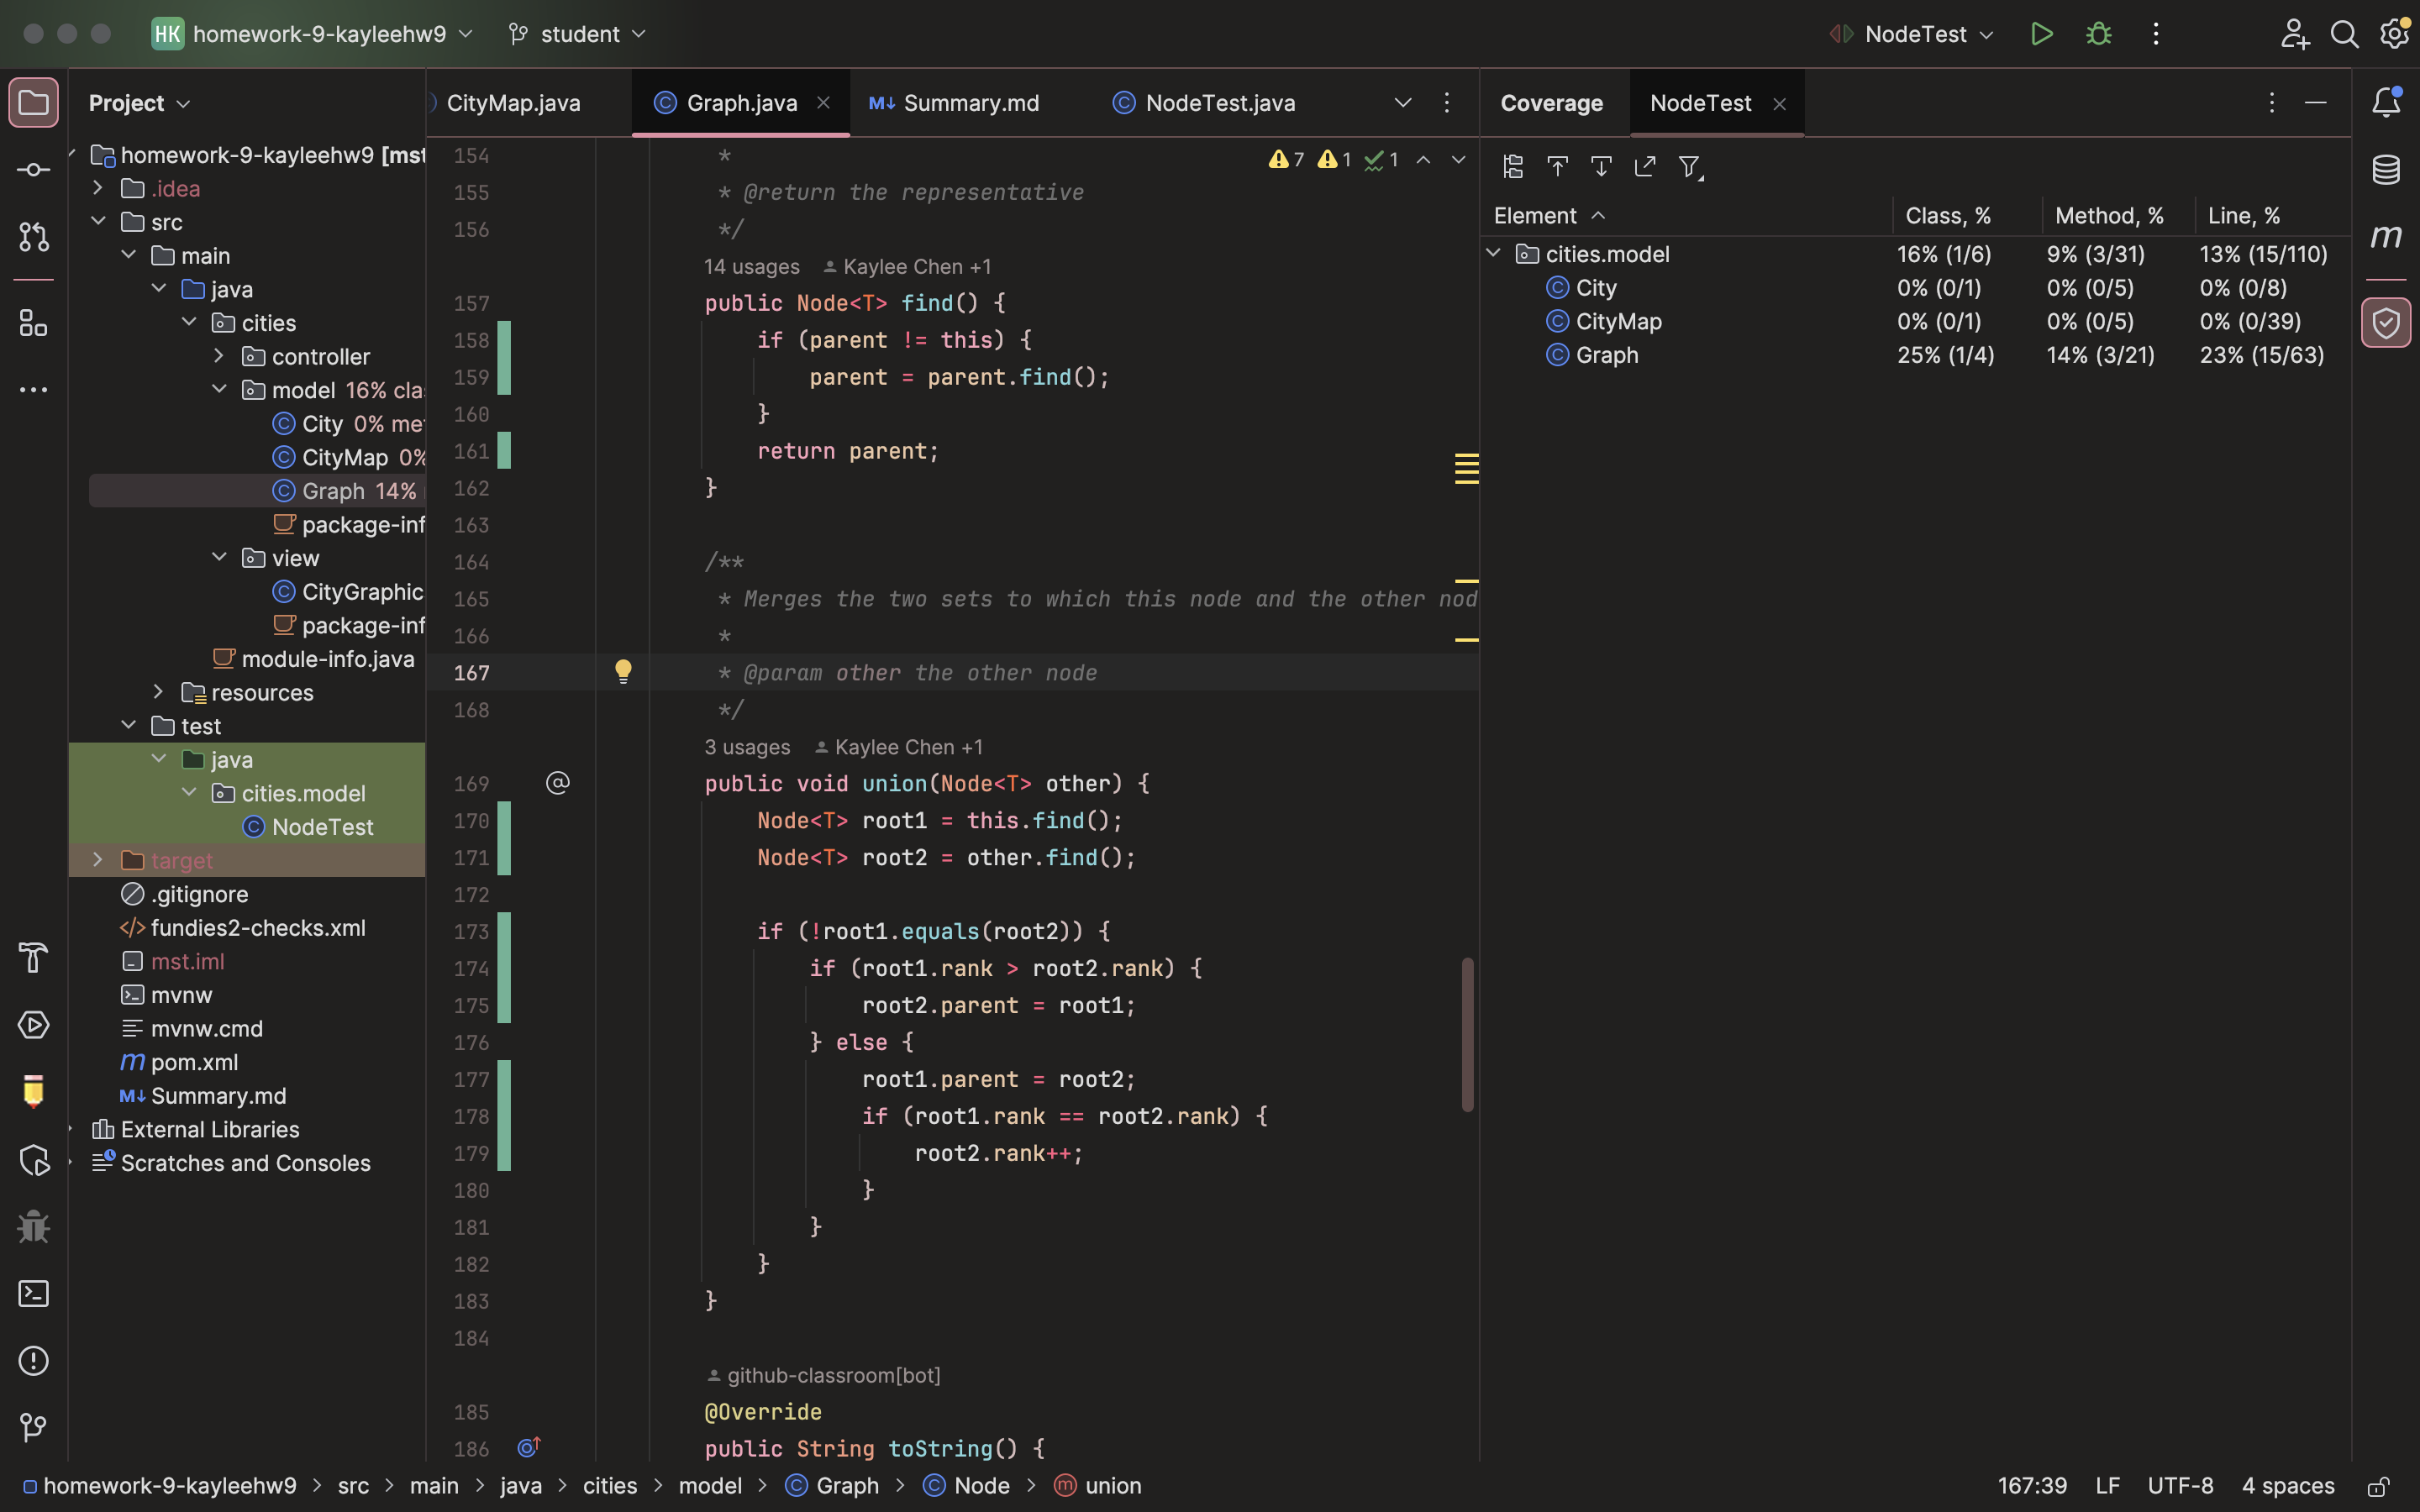 HK homework-9-kayleehw9 student NodeTest
Project
homework-9-kayleehw9 [mst
.idea
src
main
java
cities
controller
model 16% cla
City 0% me
CityMap 0%
Graph 14%
package-inf
view
CityGraphic
package-inf
module-info.java
resources
test
java
cities.model
NodeTest
target
.gitignore
fundies2-checks.xml
mst.iml
mvnw
mvnw.cmd
pom.xml
Summary.md
External Libraries
Scratches and Consoles
CityMap.java Graph.java Summary.md NodeTest.java
7 1 1
154 *
155 * @return the representative
156 */
14 usages Kaylee Chen +1
157 public Node<T> find() {
158 if (parent != this) {
159 parent = parent.find();
160 }
161 return parent;
162 }
163
164 /**
165 * Merges the two sets to which this node and the other nod
166 *
167 * @param other the other node
168 */
3 usages Kaylee Chen +1
169 public void union(Node<T> other) {
170 Node<T> root1 = this.find();
171 Node<T> root2 = other.find();
172
173 if (!root1.equals(root2)) {
174 if (root1.rank > root2.rank) {
175 root2.parent = root1;
176 } else {
177 root1.parent = root2;
178 if (root1.rank == root2.rank) {
179 root2.rank++;
180 }
181 }
182 }
183 }
184
github-classroom[bot]
185 @Override
186 public String toString() {
Coverage NodeTest
Element Class, % Method, % Line, %
cities.model 16% (1/6) 9% (3/31) 13% (15/110)
City 0% (0/1) 0% (0/5) 0% (0/8)
CityMap 0% (0/1) 0% (0/5) 0% (0/39)
Graph 25% (1/4) 14% (3/21) 23% (15/63)
homework-9-kayleehw9 > src > main > java > cities > model > Graph > Node > union
167:39 LF UTF-8 4 spaces